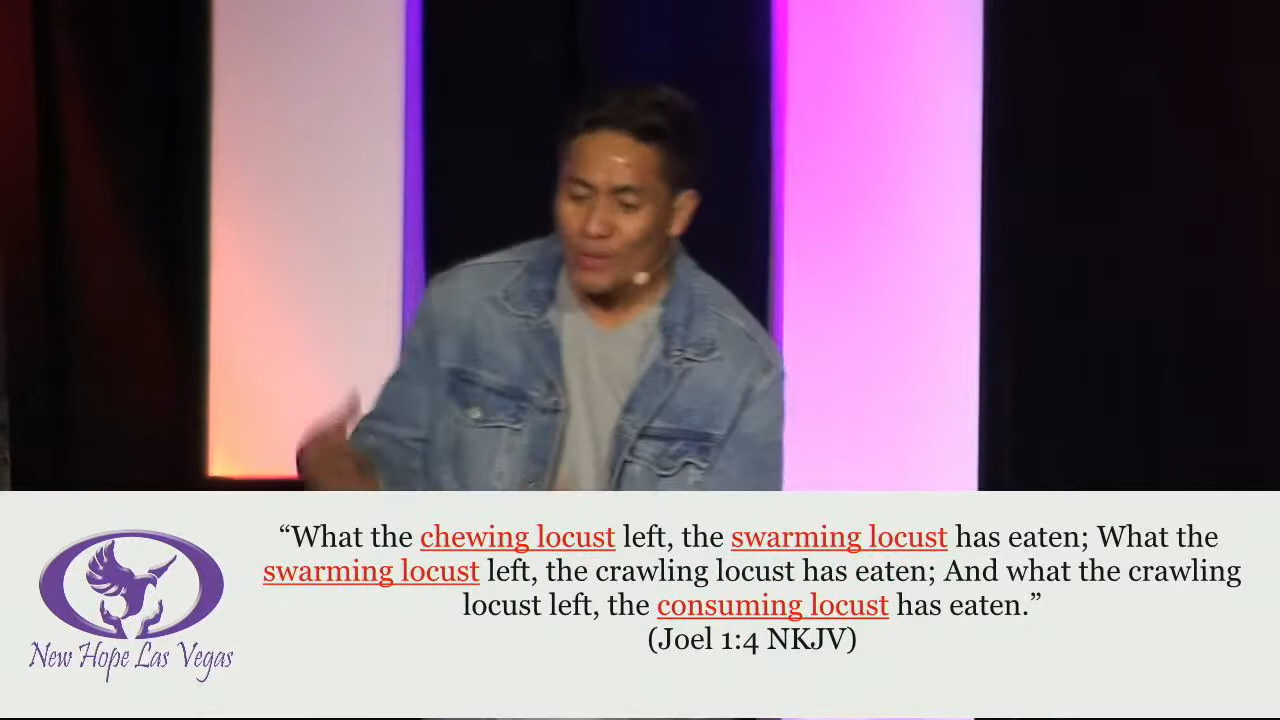 “What the chewing locust left, the swarming locust has eaten; What the
swarming locust left, the crawling locust has eaten; And what the crawling
locust left, the consuming locust has eaten.”
(Joel 1:4 NKJV)
New Hope Las Vegas